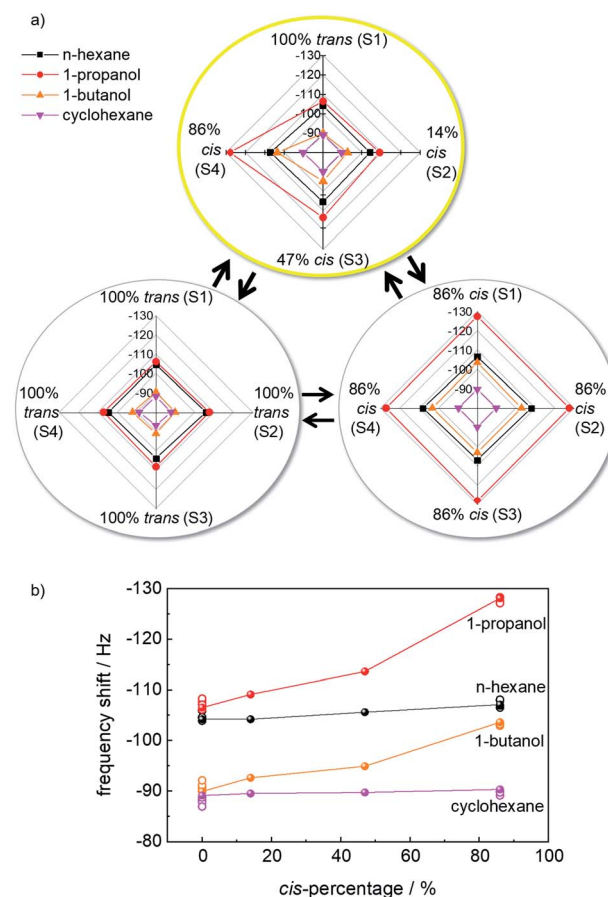 a)
n-hexane
1-propanol
1-butanol
cyclohexane
100% trans (S1)
-130
-120
-110
-100
-90
86%
cis
(S4)
14%
cis
(S2)
47% cis (S3)
100% trans (S1)
-130
-120
-110
-100
-90
100%
trans
(S4)
100%
trans
(S2)
100% trans (S3)
86% cis (S1)
-130
-120
-110
-100
-90
86%
cis
(S4)
86%
cis
(S2)
86% cis (S3)
b)
frequency shift / Hz
-130
-120
-110
-100
-90
-80
1-propanol
n-hexane
1-butanol
cyclohexane
0 20 40 60 80 100
cis-percentage / %